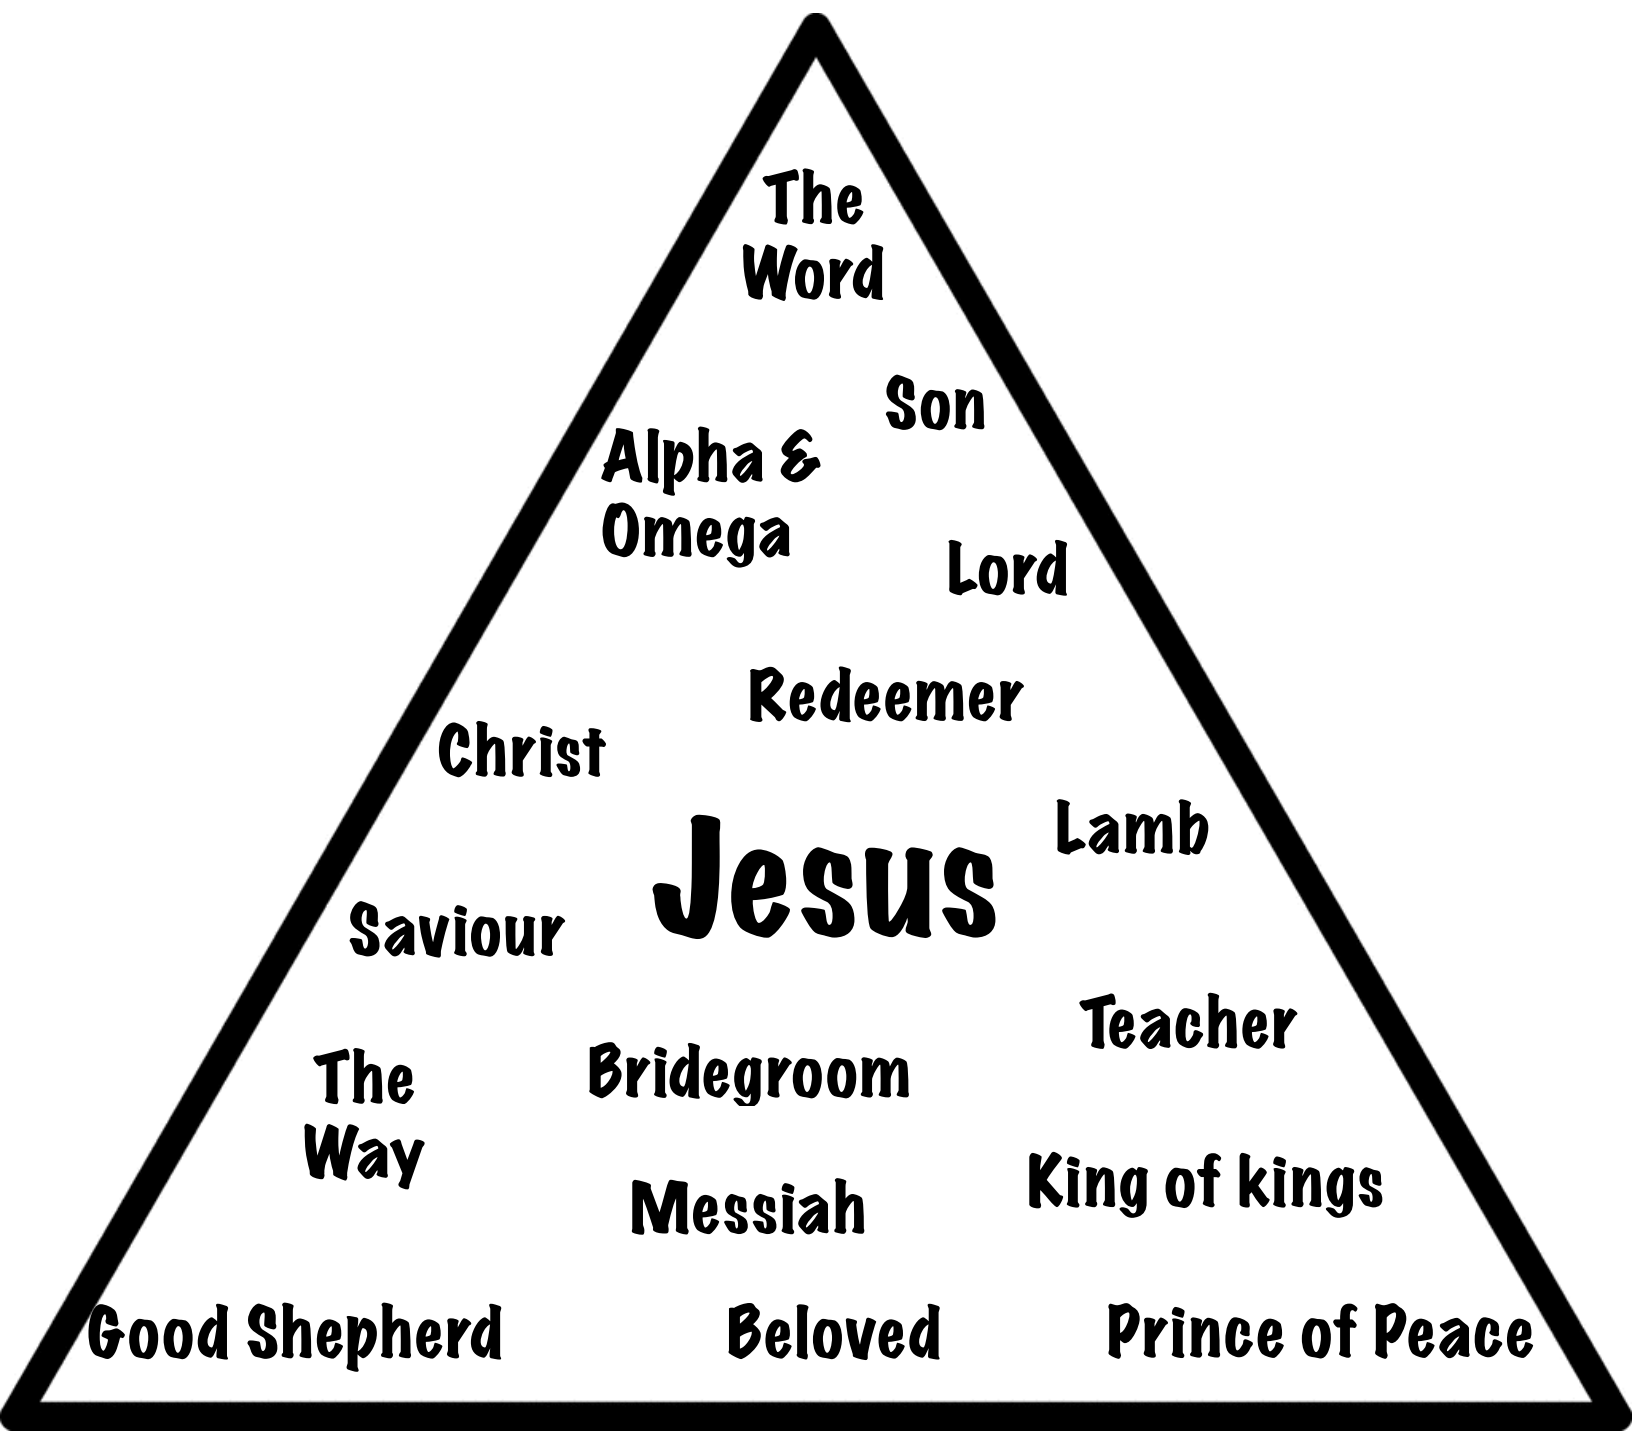 The
Word
Son
Alpha &
Omega
Lord
Redeemer
Christ
Lamb
Jesus
Saviour
Teacher
The
Way
Bridegroom
King of kings
Messiah
Good Shepherd
Beloved
Prince of Peace